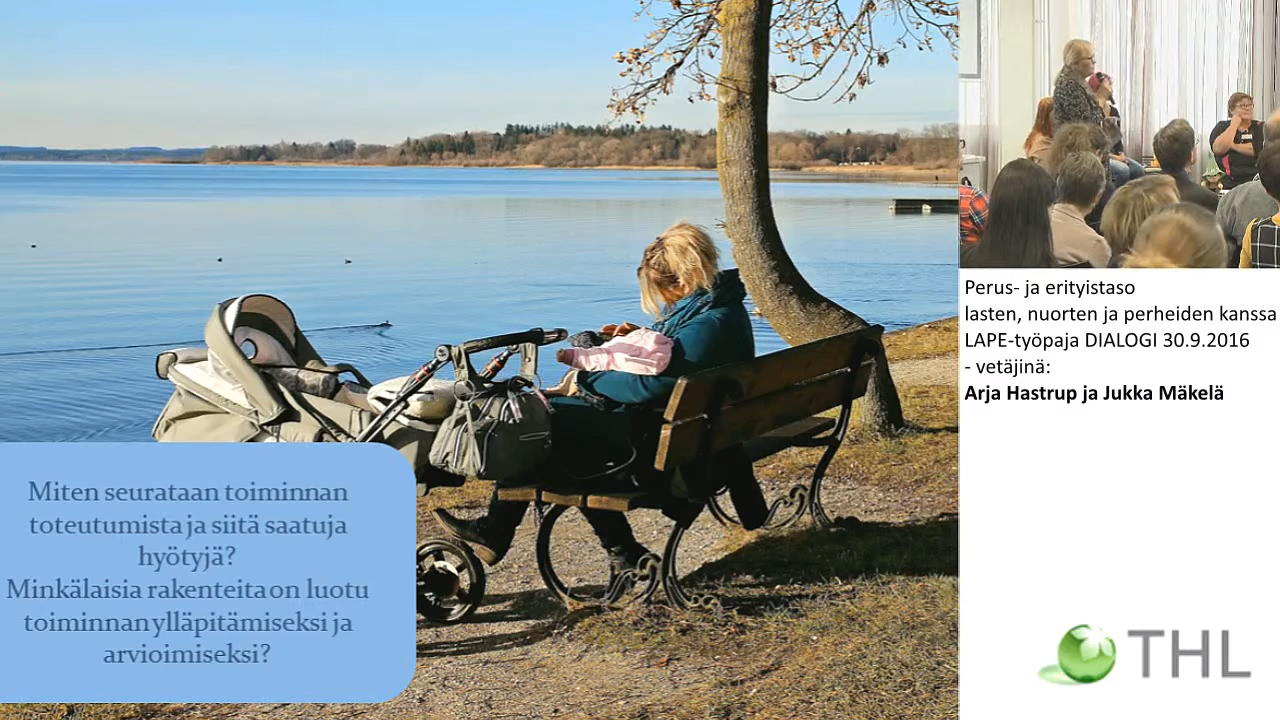 Miten seurataan toiminnan
toteutumista ja siitä saatuja
hyötyjä?
Minkälaisia rakenteita on luotu
toiminnan ylläpitämiseksi ja
arvioimiseksi?
Perus- ja erityistaso
lasten, nuorten ja perheiden kanssa
LAPE-työpaja DIALOGI 30.9.2016
- vetäjinä:
Arja Hastrup ja Jukka Mäkelä
THL